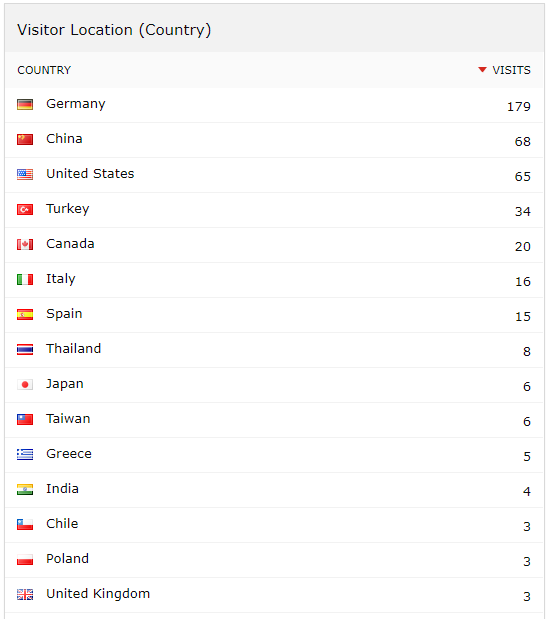 Visitor Location (Country)
COUNTRY VISITS
Germany 179
China 68
United States 65
Turkey 34
Canada 20
Italy 16
Spain 15
Thailand 8
Japan 6
Taiwan 6
Greece 5
India 4
Chile 3
Poland 3
United Kingdom 3